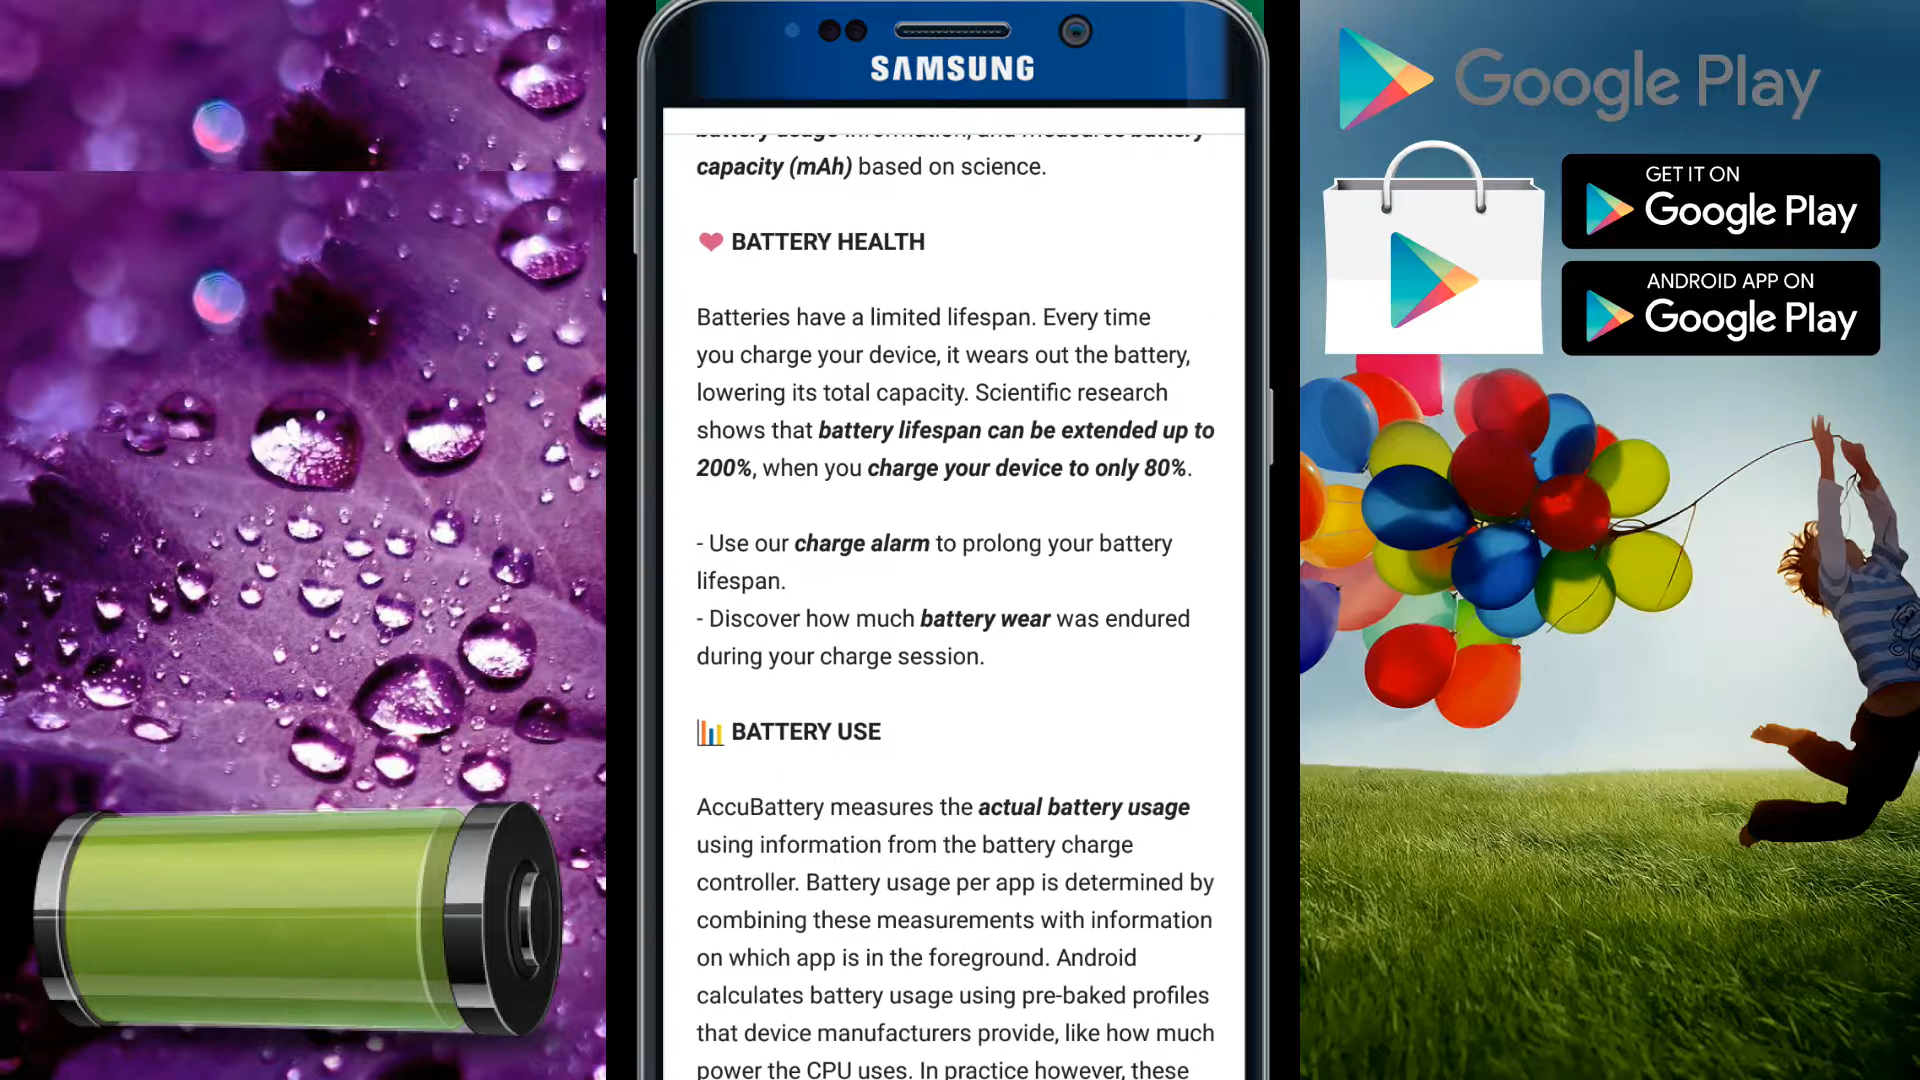 SAMSUNG
battery usage information, and measures battery
capacity (mAh) based on science.
BATTERY HEALTH
Batteries have a limited lifespan. Every time
you charge your device, it wears out the battery,
lowering its total capacity. Scientific research
shows that battery lifespan can be extended up to
200%, when you charge your device to only 80%.
- Use our charge alarm to prolong your battery
lifespan.
- Discover how much battery wear was endured
during your charge session.
BATTERY USE
AccuBattery measures the actual battery usage
using information from the battery charge
controller. Battery usage per app is determined by
combining these measurements with information
on which app is in the foreground. Android
calculates battery usage using pre-baked profiles
that device manufacturers provide, like how much
power the CPU uses. In practice however, these
Google Play
GET IT ON
Google Play
ANDROID APP ON
Google Play